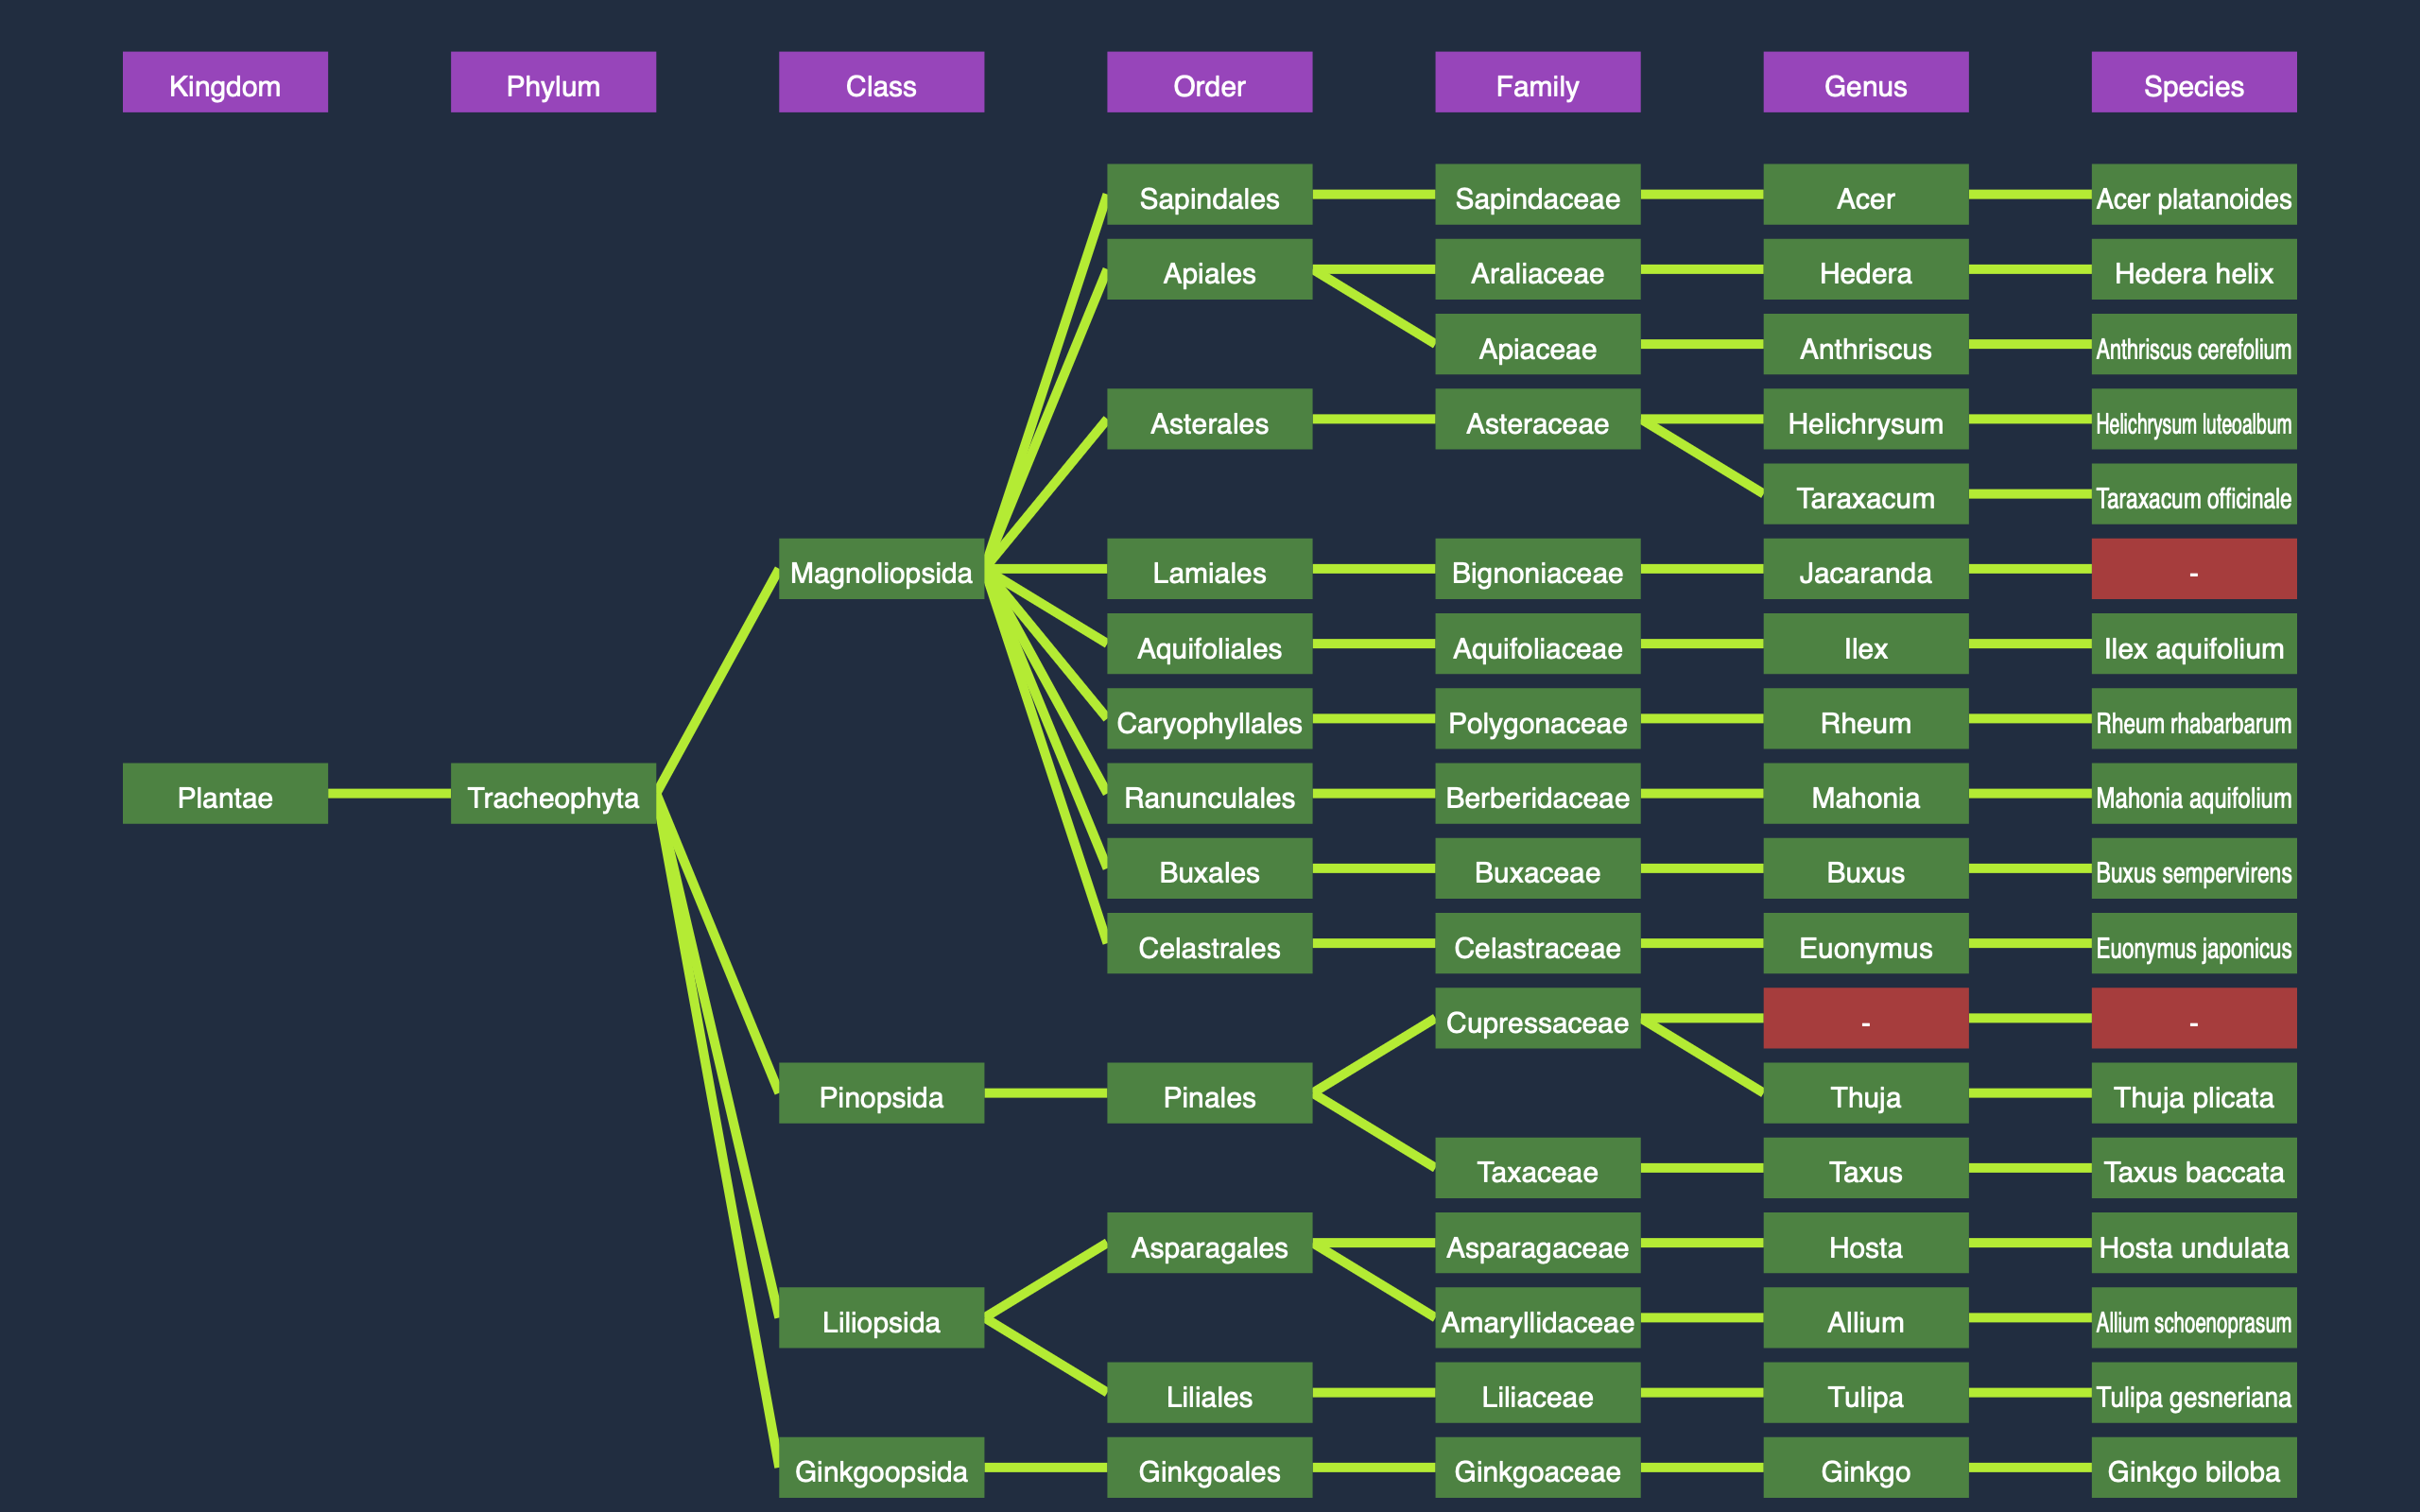 Kingdom Phylum Class Order Family Genus Species
Sapindales Sapindaceae Acer Acer platanoides
Apiales Araliaceae Hedera Hedera helix
Apiaceae Anthriscus Anthriscus cerefolium
Asterales Asteraceae Helichrysum Helichrysum luteoalbum
Taraxacum Taraxacum officinale
Magnoliopsida Lamiales Bignoniaceae Jacaranda -
Aquifoliales Aquifoliaceae Ilex Ilex aquifolium
Caryophyllales Polygonaceae Rheum Rheum rhabarbarum
Plantae Tracheophyta Ranunculales Berberidaceae Mahonia Mahonia aquifolium
Buxales Buxaceae Buxus Buxus sempervirens
Celastrales Celastraceae Euonymus Euonymus japonicus
Cupressaceae - -
Pinopsida Pinales Thuja Thuja plicata
Taxaceae Taxus Taxus baccata
Asparagales Asparagaceae Hosta Hosta undulata
Liliopsida Amaryllidaceae Allium Allium schoenoprasum
Liliales Liliaceae Tulipa Tulipa gesneriana
Ginkgoopsida Ginkgoales Ginkgoaceae Ginkgo Ginkgo biloba